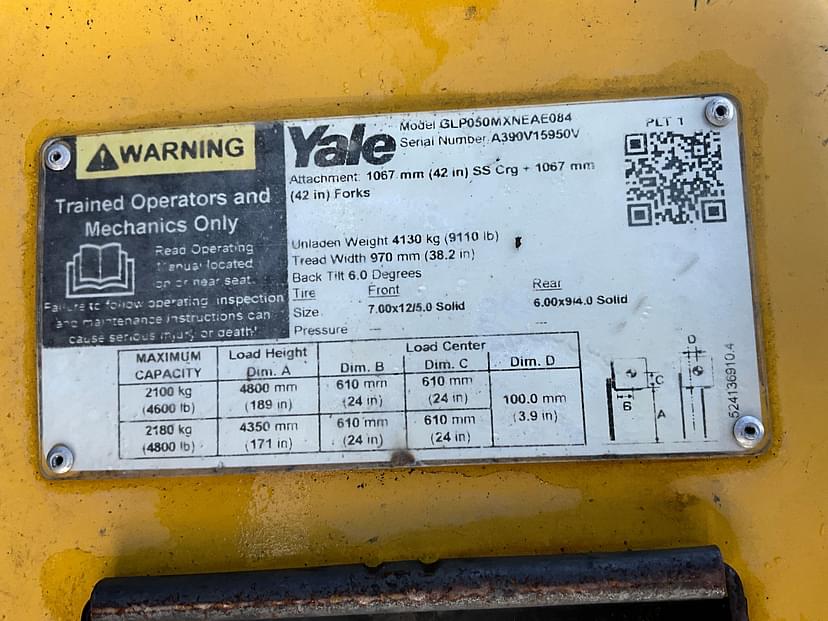 WARNING
Trained Operators and
Mechanics Only
Read Operating
Manual located
on or near seat.
Failure to follow operating, inspection
and maintenance instructions can
cause serious injury or death!
Yale
Model GLP050MXNEAE084
Serial Number A390V15950V
PLT 1
Attachment 1067 mm (42 in) SS Crg + 1067 mm
(42 in) Forks
Unladen Weight 4130 kg (9110 lb)
Tread Width 970 mm (38.2 in)
Back Tilt 6.0 Degrees
Tire Front Rear
Size 7.00x12/5.0 Solid 6.00x9/4.0 Solid
Pressure
MAXIMUM CAPACITY Load Height Dim. A Load Center Dim. B Dim. C Dim. D
2100 kg (4600 lb) 4800 mm (189 in) 610 mm (24 in) 610 mm (24 in) 100.0 mm (3.9 in)
2180 kg (4800 lb) 4350 mm (171 in) 610 mm (24 in) 610 mm (24 in)
D
C
B
A
524136910.4